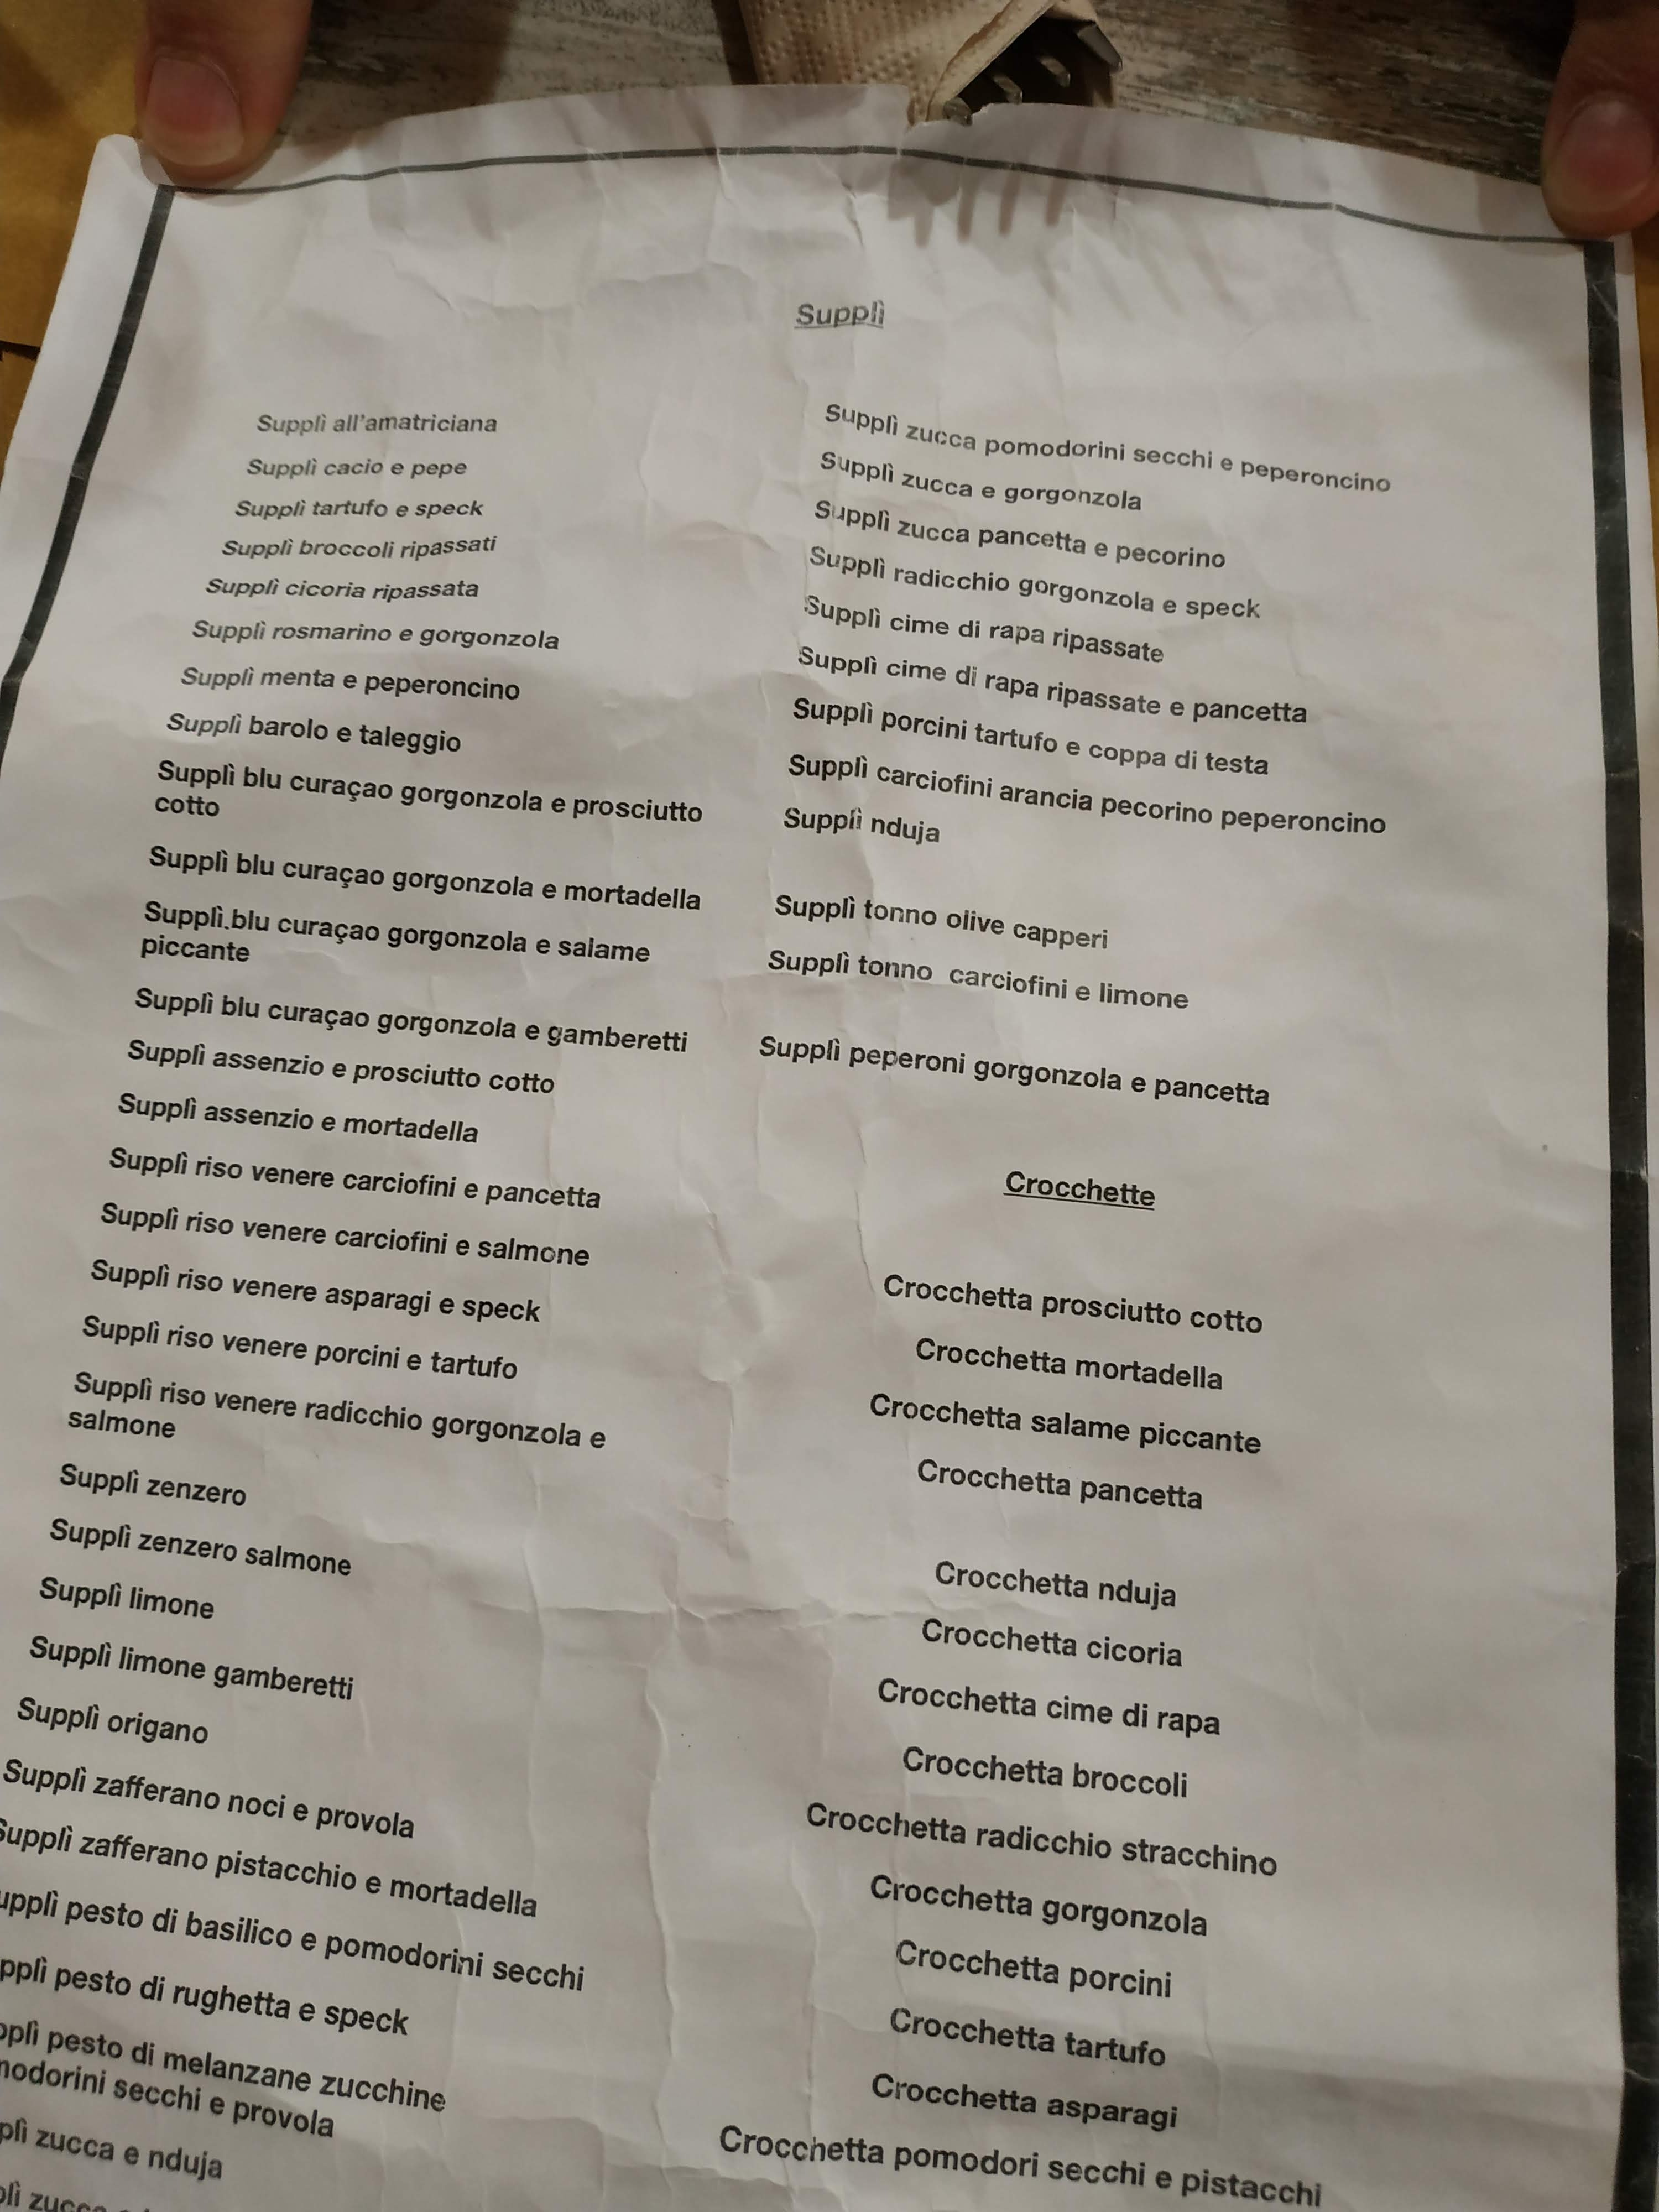 Supplì
Supplì all'amatriciana
Supplì cacio e pepe
Supplì tartufo e speck
Supplì broccoli ripassati
Supplì cicoria ripassata
Supplì rosmarino e gorgonzola
Supplì menta e peperoncino
Supplì barolo e taleggio
Supplì blu curaçao gorgonzola e prosciutto
cotto
Supplì blu curaçao gorgonzola e mortadella
Supplì.blu curaçao gorgonzola e salame
piccante
Supplì blu curaçao gorgonzola e gamberetti
Supplì assenzio e prosciutto cotto
Supplì assenzio e mortadella
Supplì riso venere carciofini e pancetta
Supplì riso venere carciofini e salmone
Supplì riso venere asparagi e speck
Supplì riso venere porcini e tartufo
Supplì riso venere radicchio gorgonzola e
salmone
Supplì zenzero
Supplì zenzero salmone
Supplì limone
Supplì limone gamberetti
Supplì origano
Supplì zafferano noci e provola
Supplì zafferano pistacchio e mortadella
upplì pesto di basilico e pomodorini secchi
pplì pesto di rughetta e speck
pplì pesto di melanzane zucchine
modorini secchi e provola
plì zucca e nduja
plì
Supplì zucca pomodorini secchi e peperoncino
Supplì zucca e gorgonzola
Supplì zucca pancetta e pecorino
Supplì radicchio gorgonzola e speck
Supplì cime di rapa ripassate
Supplì cime di rapa ripassate e pancetta
Supplì porcini tartufo e coppa di testa
Supplì carciofini arancia pecorino peperoncino
Supplì nduja
Supplì tonno olive capperi
Supplì tonno carciofini e limone
Supplì peperoni gorgonzola e pancetta
Crocchette
Crocchetta prosciutto cotto
Crocchetta mortadella
Crocchetta salame piccante
Crocchetta pancetta
Crocchetta nduja
Crocchetta cicoria
Crocchetta cime di rapa
Crocchetta broccoli
Crocchetta radicchio stracchino
Crocchetta gorgonzola
Crocchetta porcini
Crocchetta tartufo
Crocchetta asparagi
Crocchetta pomodori secchi e pistacchi